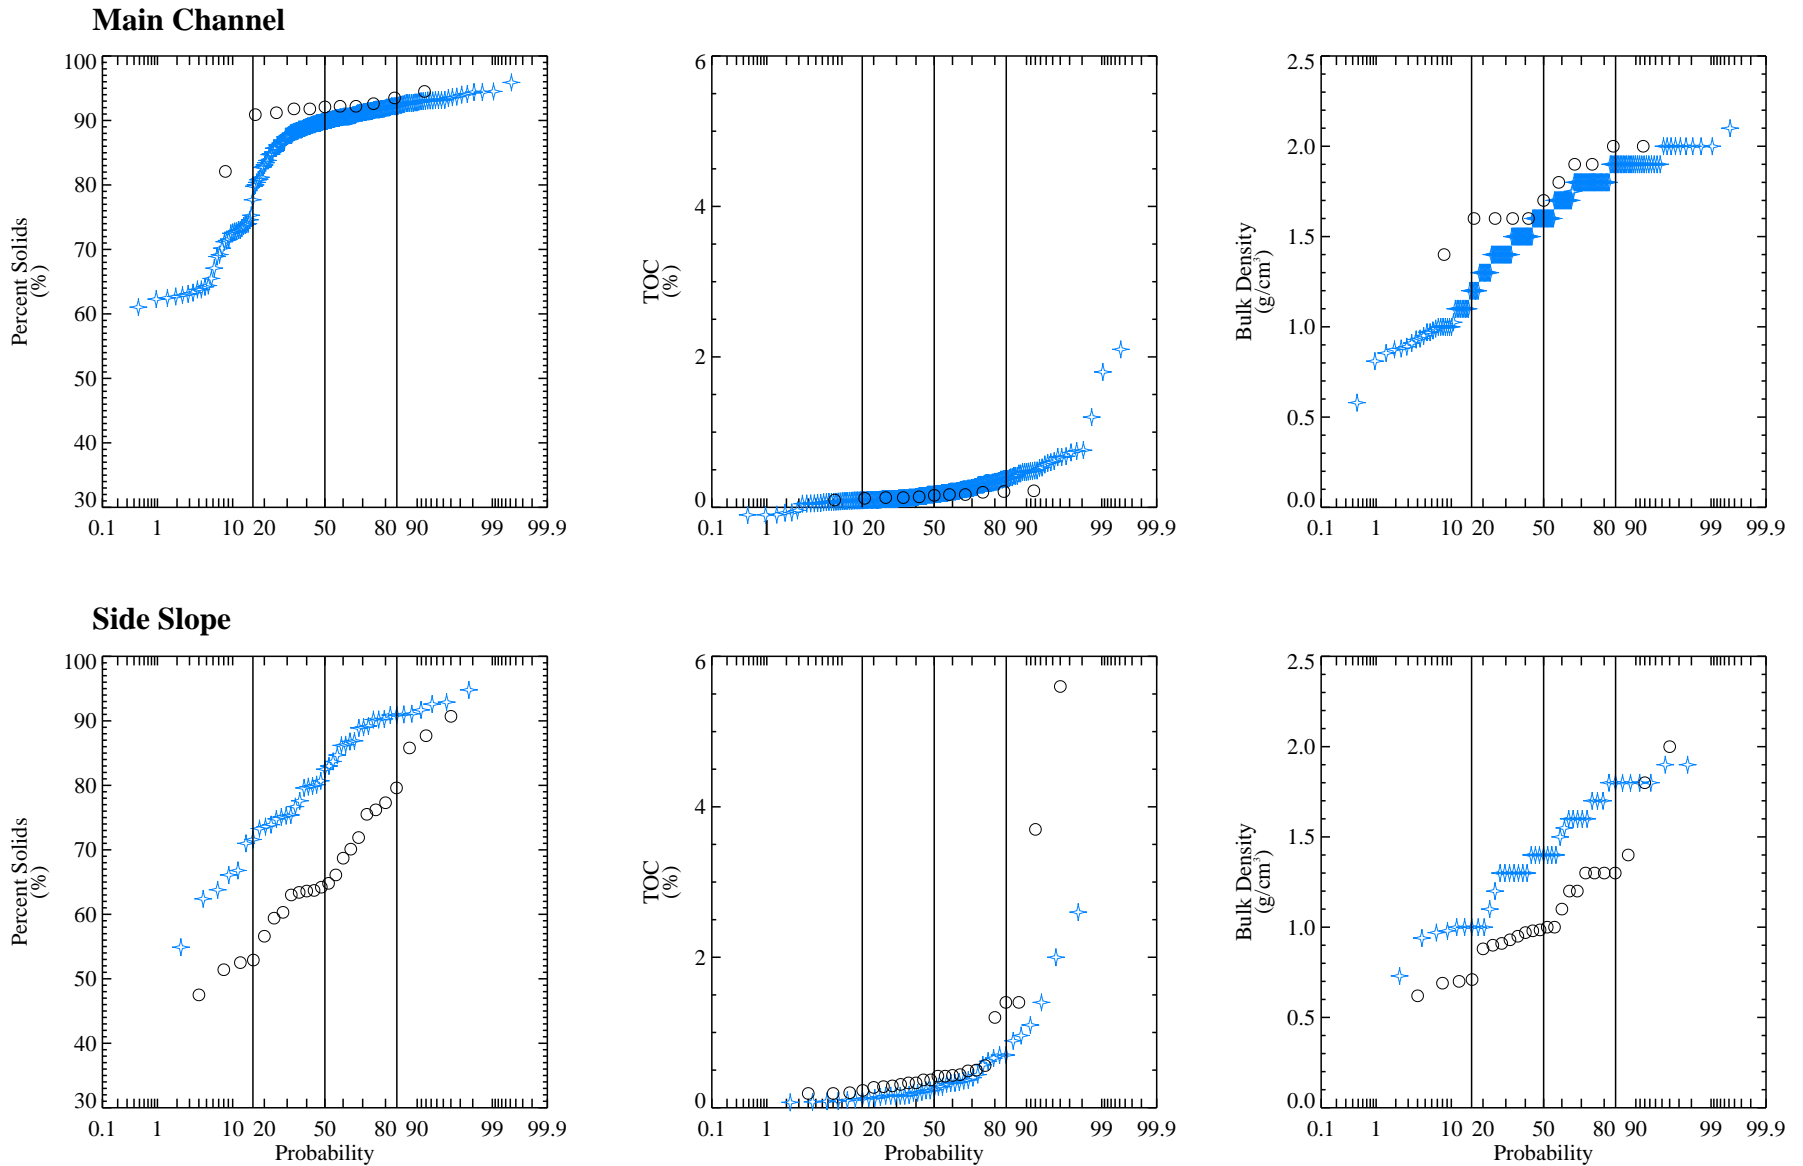 Main Channel
100
90
80
70
60
50
40
30
Percent Solids
(%)
0.1 1 10 20 50 80 90 99 99.9
6
4
2
0
TOC
(%)
0.1 1 10 20 50 80 90 99 99.9
2.5
2.0
1.5
1.0
0.5
0.0
Bulk Density
(g/cm³)
0.1 1 10 20 50 80 90 99 99.9
Side Slope
100
90
80
70
60
50
40
30
Percent Solids
(%)
0.1 1 10 20 50 80 90 99 99.9
Probability
6
4
2
0
TOC
(%)
0.1 1 10 20 50 80 90 99 99.9
Probability
2.5
2.0
1.5
1.0
0.5
0.0
Bulk Density
(g/cm³)
0.1 1 10 20 50 80 90 99 99.9
Probability